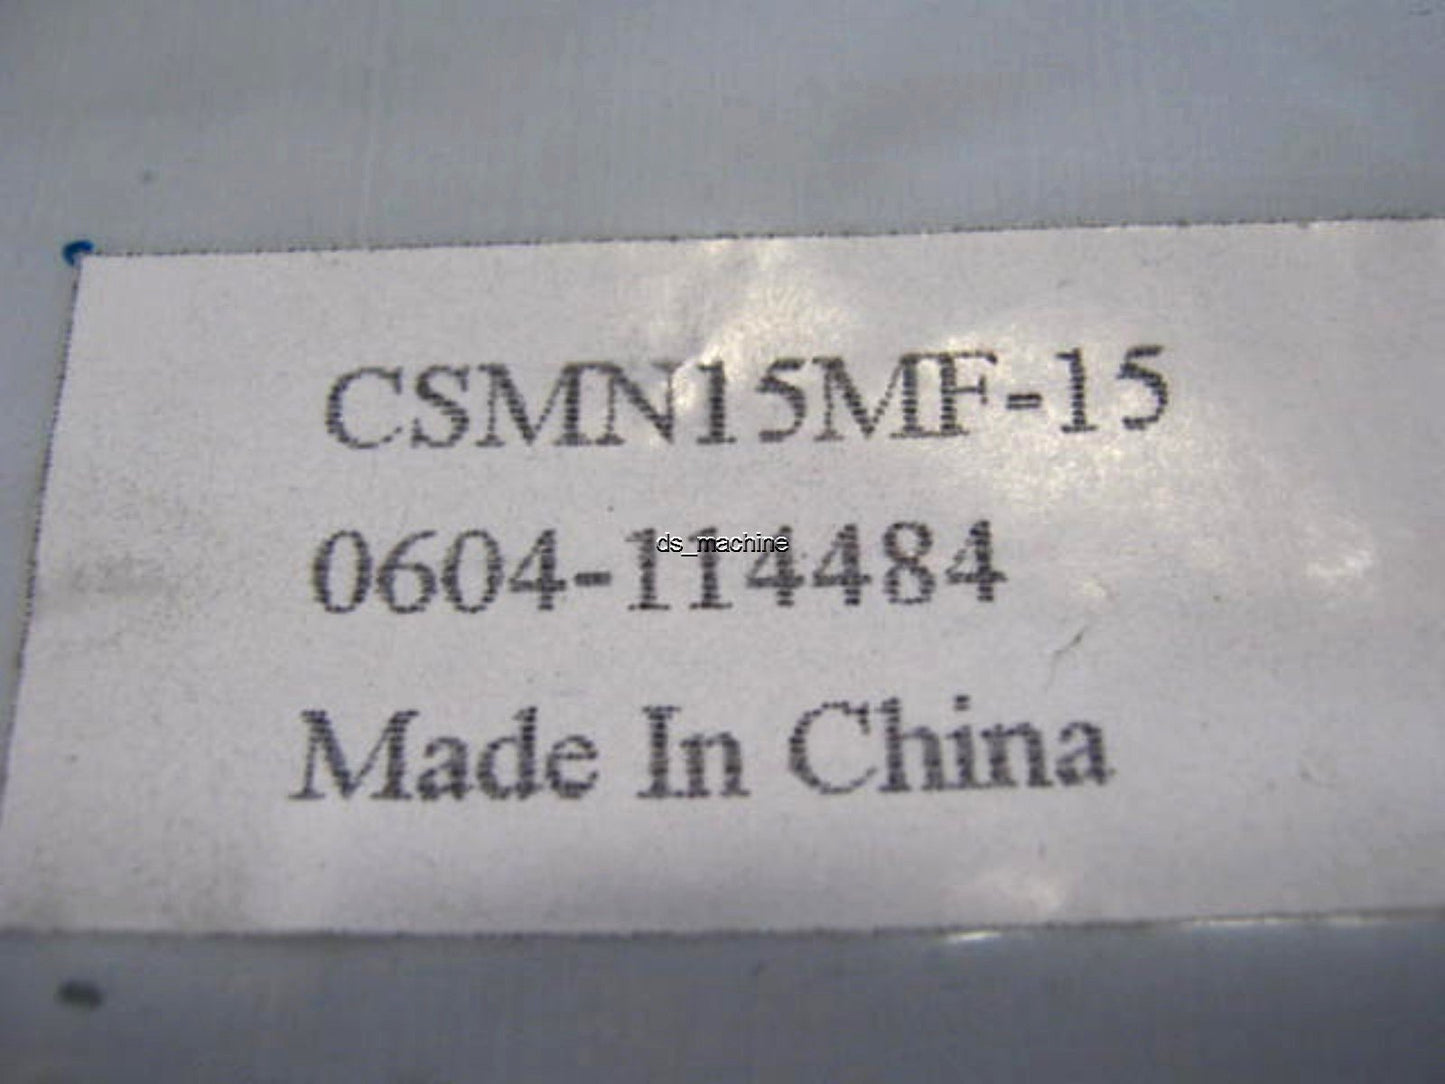 CSMN15MF-15
0604-114484
ds_machine
Made In China